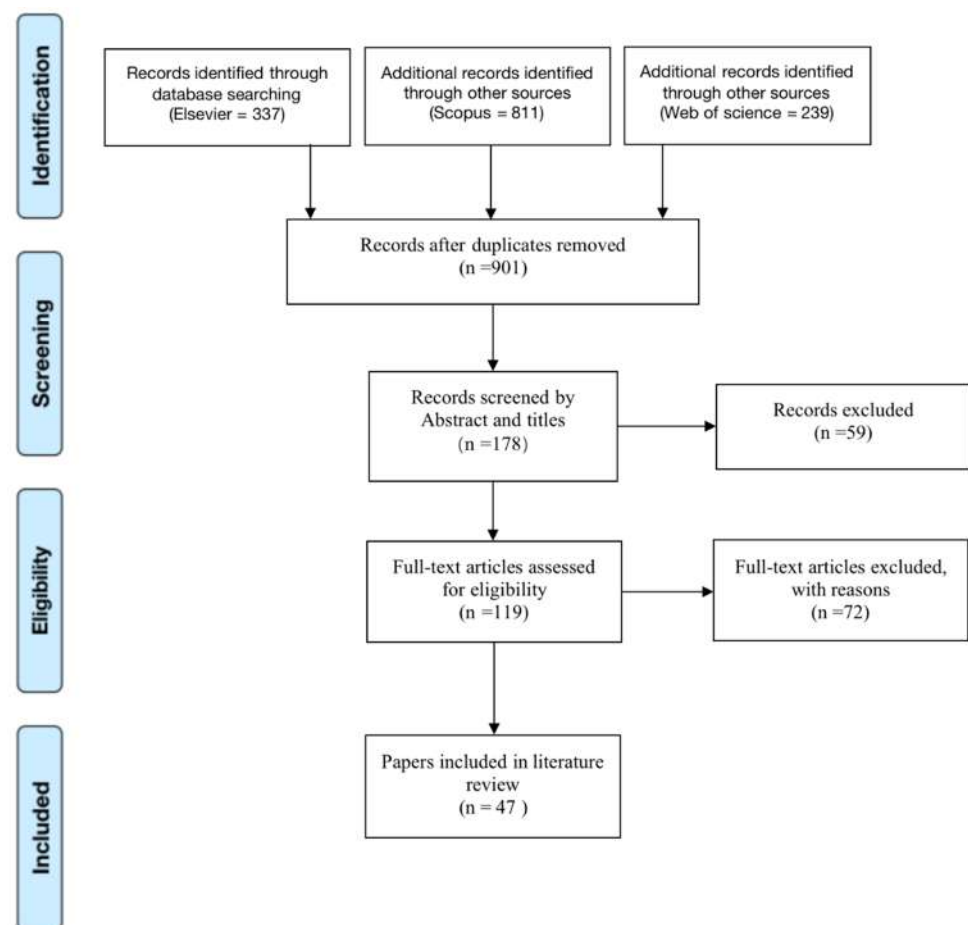 Identification
Records identified through
database searching
(Elsevier = 337)
Additional records identified
through other sources
(Scopus = 811)
Additional records identified
through other sources
(Web of science = 239)
Records after duplicates removed
(n =901)
Screening
Records screened by
Abstract and titles
(n =178)
Records excluded
(n =59)
Eligibility
Full-text articles assessed
for eligibility
(n =119)
Full-text articles excluded,
with reasons
(n =72)
Included
Papers included in literature
review
(n = 47 )